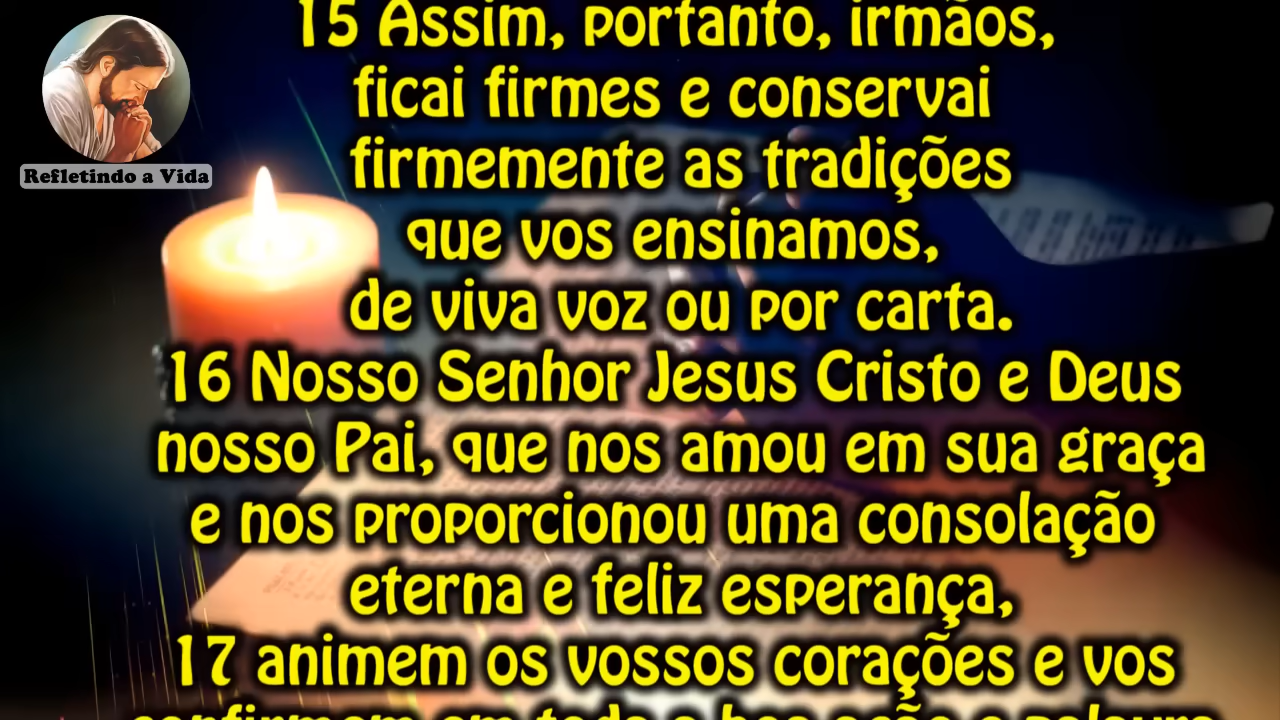 15 Assim, portanto, irmãos,
ficai firmes e conservai
firmemente as tradições
que vos ensinamos,
de viva voz ou por carta.
16 Nosso Senhor Jesus Cristo e Deus
nosso Pai, que nos amou em sua graça
e nos proporcionou uma consolação
eterna e feliz esperança,
17 animem os vossos corações e vos
Refletindo a Vida